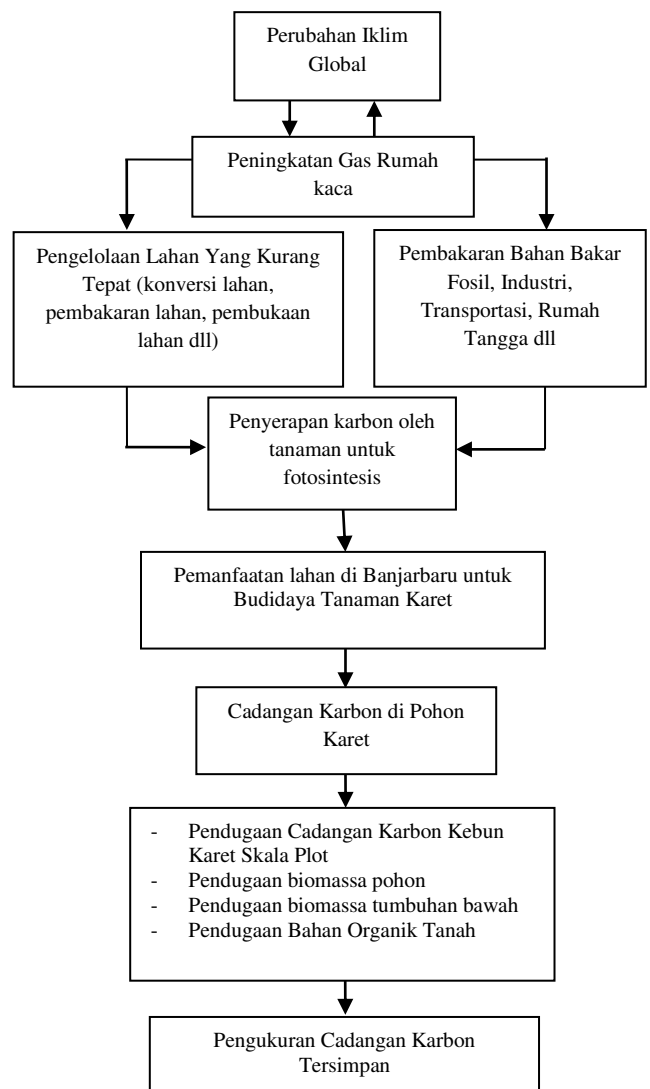 Perubahan Iklim
Global
Peningkatan Gas Rumah
kaca
Pengelolaan Lahan Yang Kurang
Tepat (konversi lahan,
pembakaran lahan, pembukaan
lahan dll)
Pembakaran Bahan Bakar
Fosil, Industri,
Transportasi, Rumah
Tangga dll
Penyerapan karbon oleh
tanaman untuk
fotosintesis
Pemanfaatan lahan di Banjarbaru untuk
Budidaya Tanaman Karet
Cadangan Karbon di Pohon
Karet
- Pendugaan Cadangan Karbon Kebun
Karet Skala Plot
- Pendugaan biomassa pohon
- Pendugaan biomassa tumbuhan bawah
- Pendugaan Bahan Organik Tanah
Pengukuran Cadangan Karbon
Tersimpan